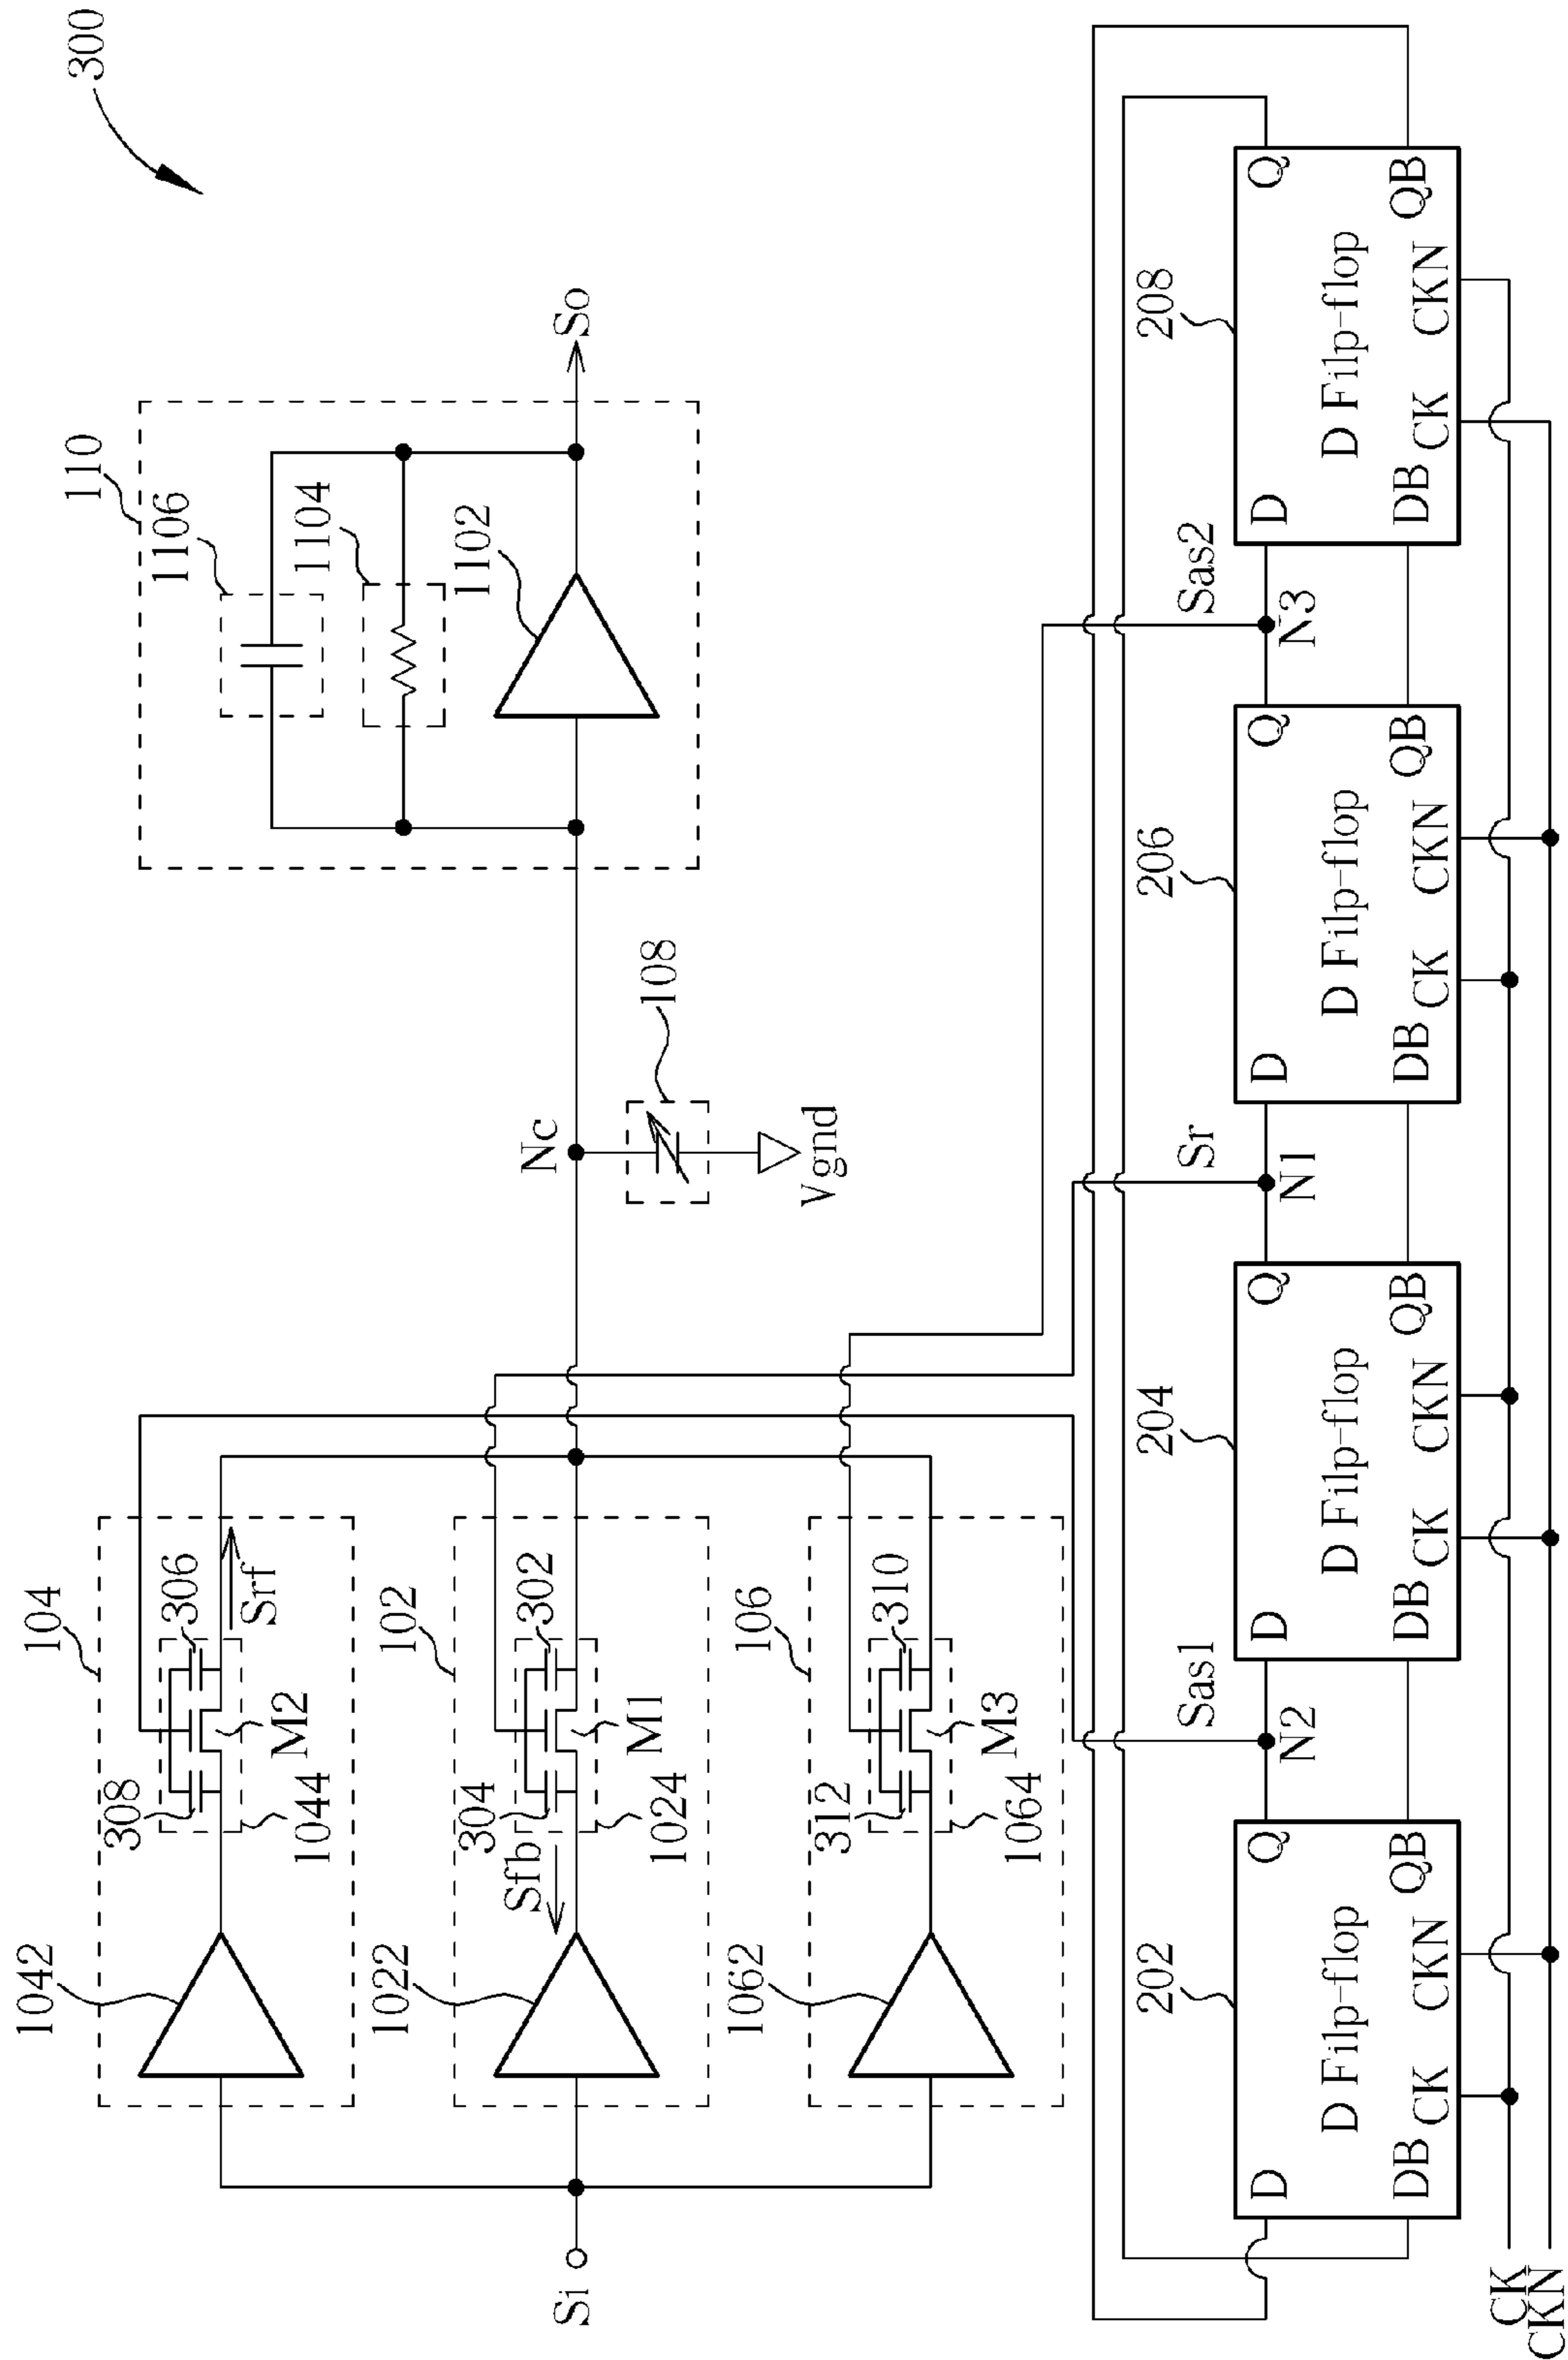 300
104
306
308
Srf
M2
1044
1042
102
302
304
Sfb
M1
1024
1022
106
310
312
M3
1064
1062
Si
Nc
108
Vgnd
110
1106
1104
1102
So
Sas1
N2
Sr
N1
Sas2
N3
202
D
Q
D Filp-flop
DB
QB
CK
CKN
204
D
Q
D Filp-flop
DB
QB
CK
CKN
206
D
Q
D Filp-flop
DB
QB
CK
CKN
208
D
Q
D Filp-flop
DB
QB
CK
CKN
CK
CKN